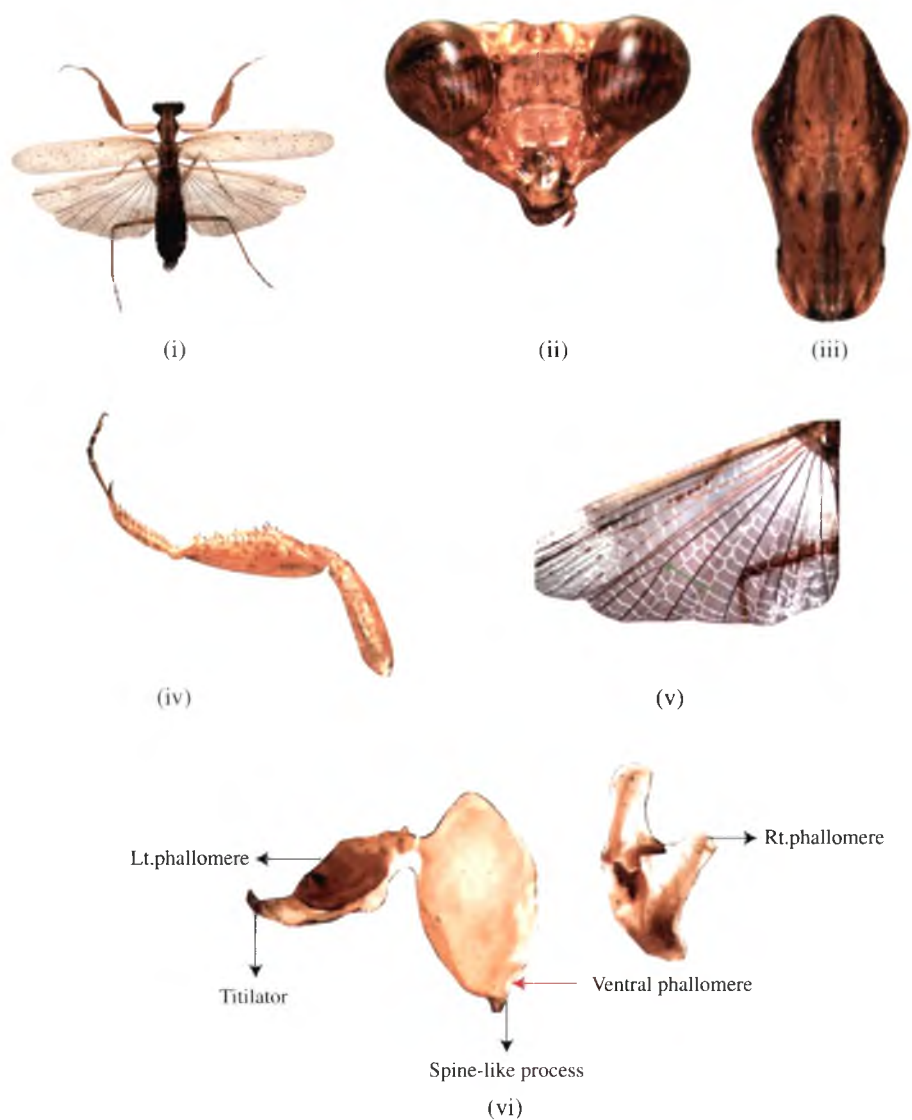 (i)
(ii)
(iii)
(iv)
(v)
Lt.phallomere
Rt.phallomere
Titilator
Ventral phallomere
Spine-like process
(vi)